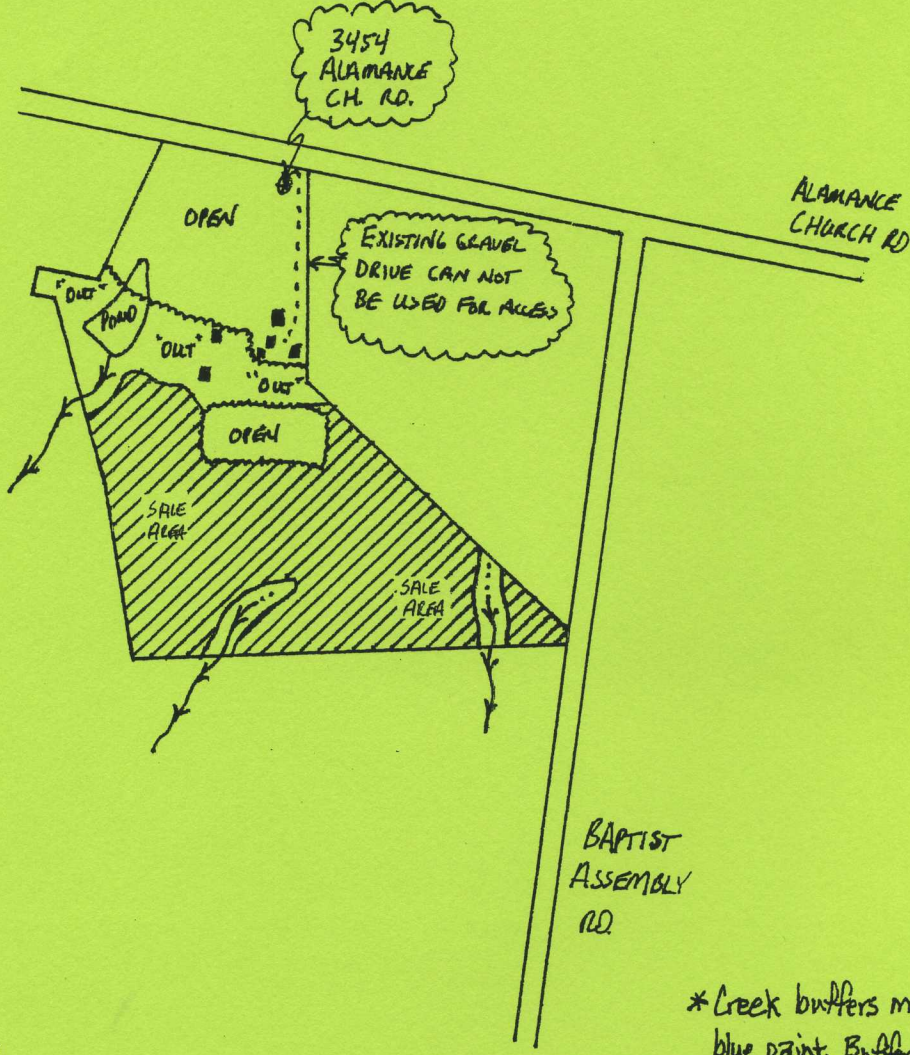 3454
ALAMANCE
CH. RD.
ALAMANCE
CHURCH RD
OPEN
EXISTING GRAVEL
DRIVE CAN NOT
BE USED FOR ACCESS
"OUT"
POND
"OUT"
"OUT"
OPEN
SALE
AREA
SALE
AREA
BAPTIST
ASSEMBLY
RD.
* Creek buffers m
blue paint. Buff